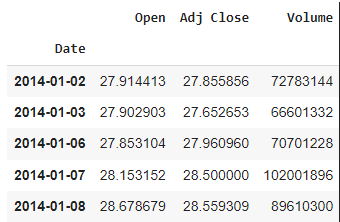 Open Adj Close Volume
Date
2014-01-02 27.914413 27.855856 72783144
2014-01-03 27.902903 27.652653 66601332
2014-01-06 27.853104 27.960960 70701228
2014-01-07 28.153152 28.500000 102001896
2014-01-08 28.678679 28.559309 89610300